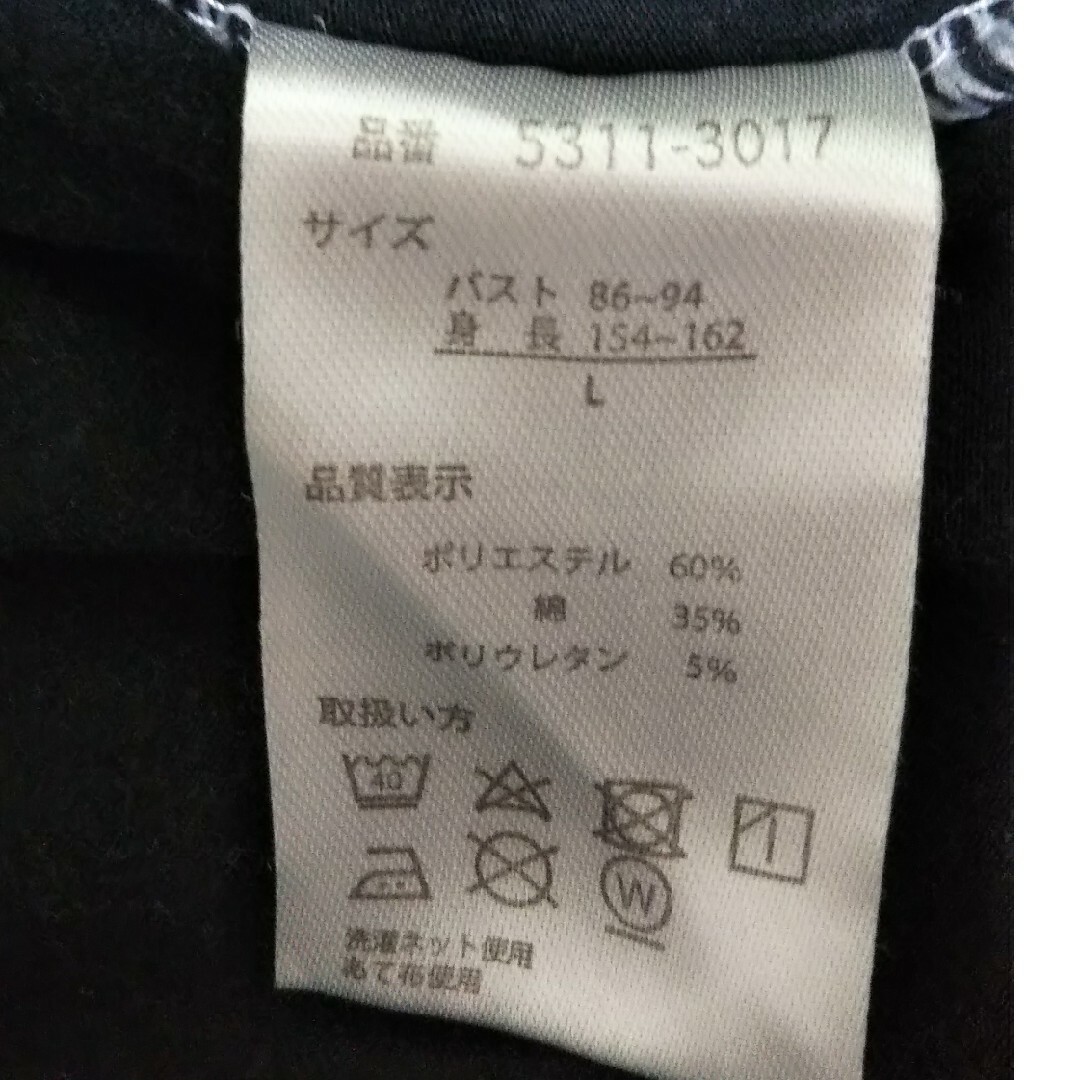 品番 5311-3017
サイズ
バスト 86~94
身 長 154~162
L
品質表示
ポリエステル 60%
綿 35%
ポリウレタン 5%
取扱い方
40
W
洗濯ネット使用
あて布使用